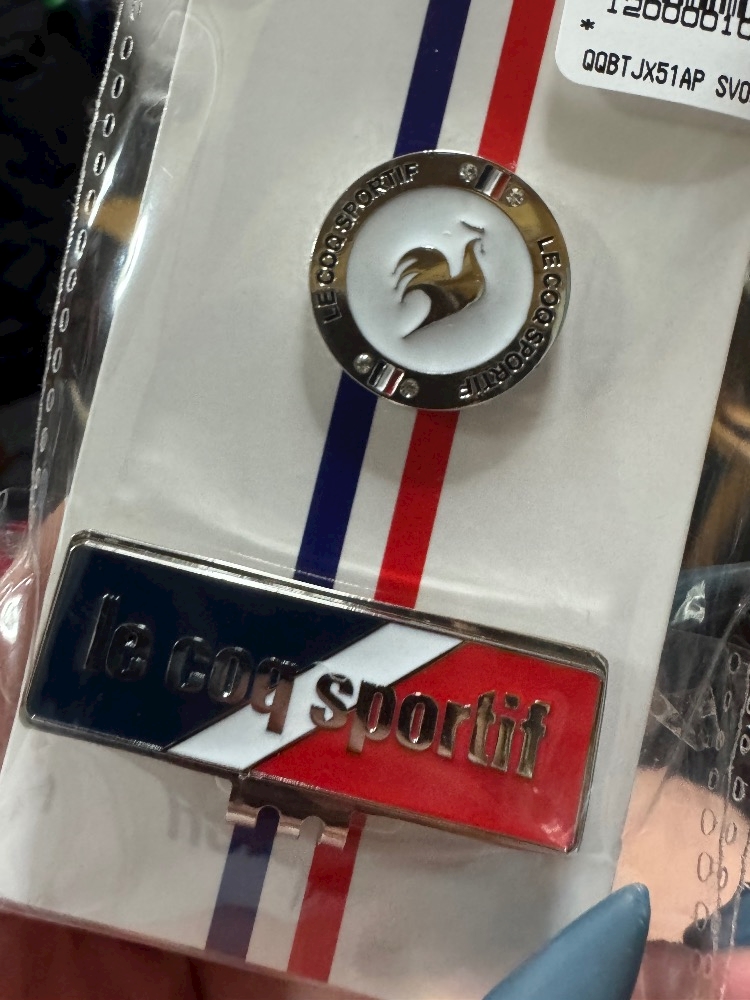 *
QQBTJX51AP SV0
LE COQ SPORTIF
LE COQ SPORTIF
le coq sportif